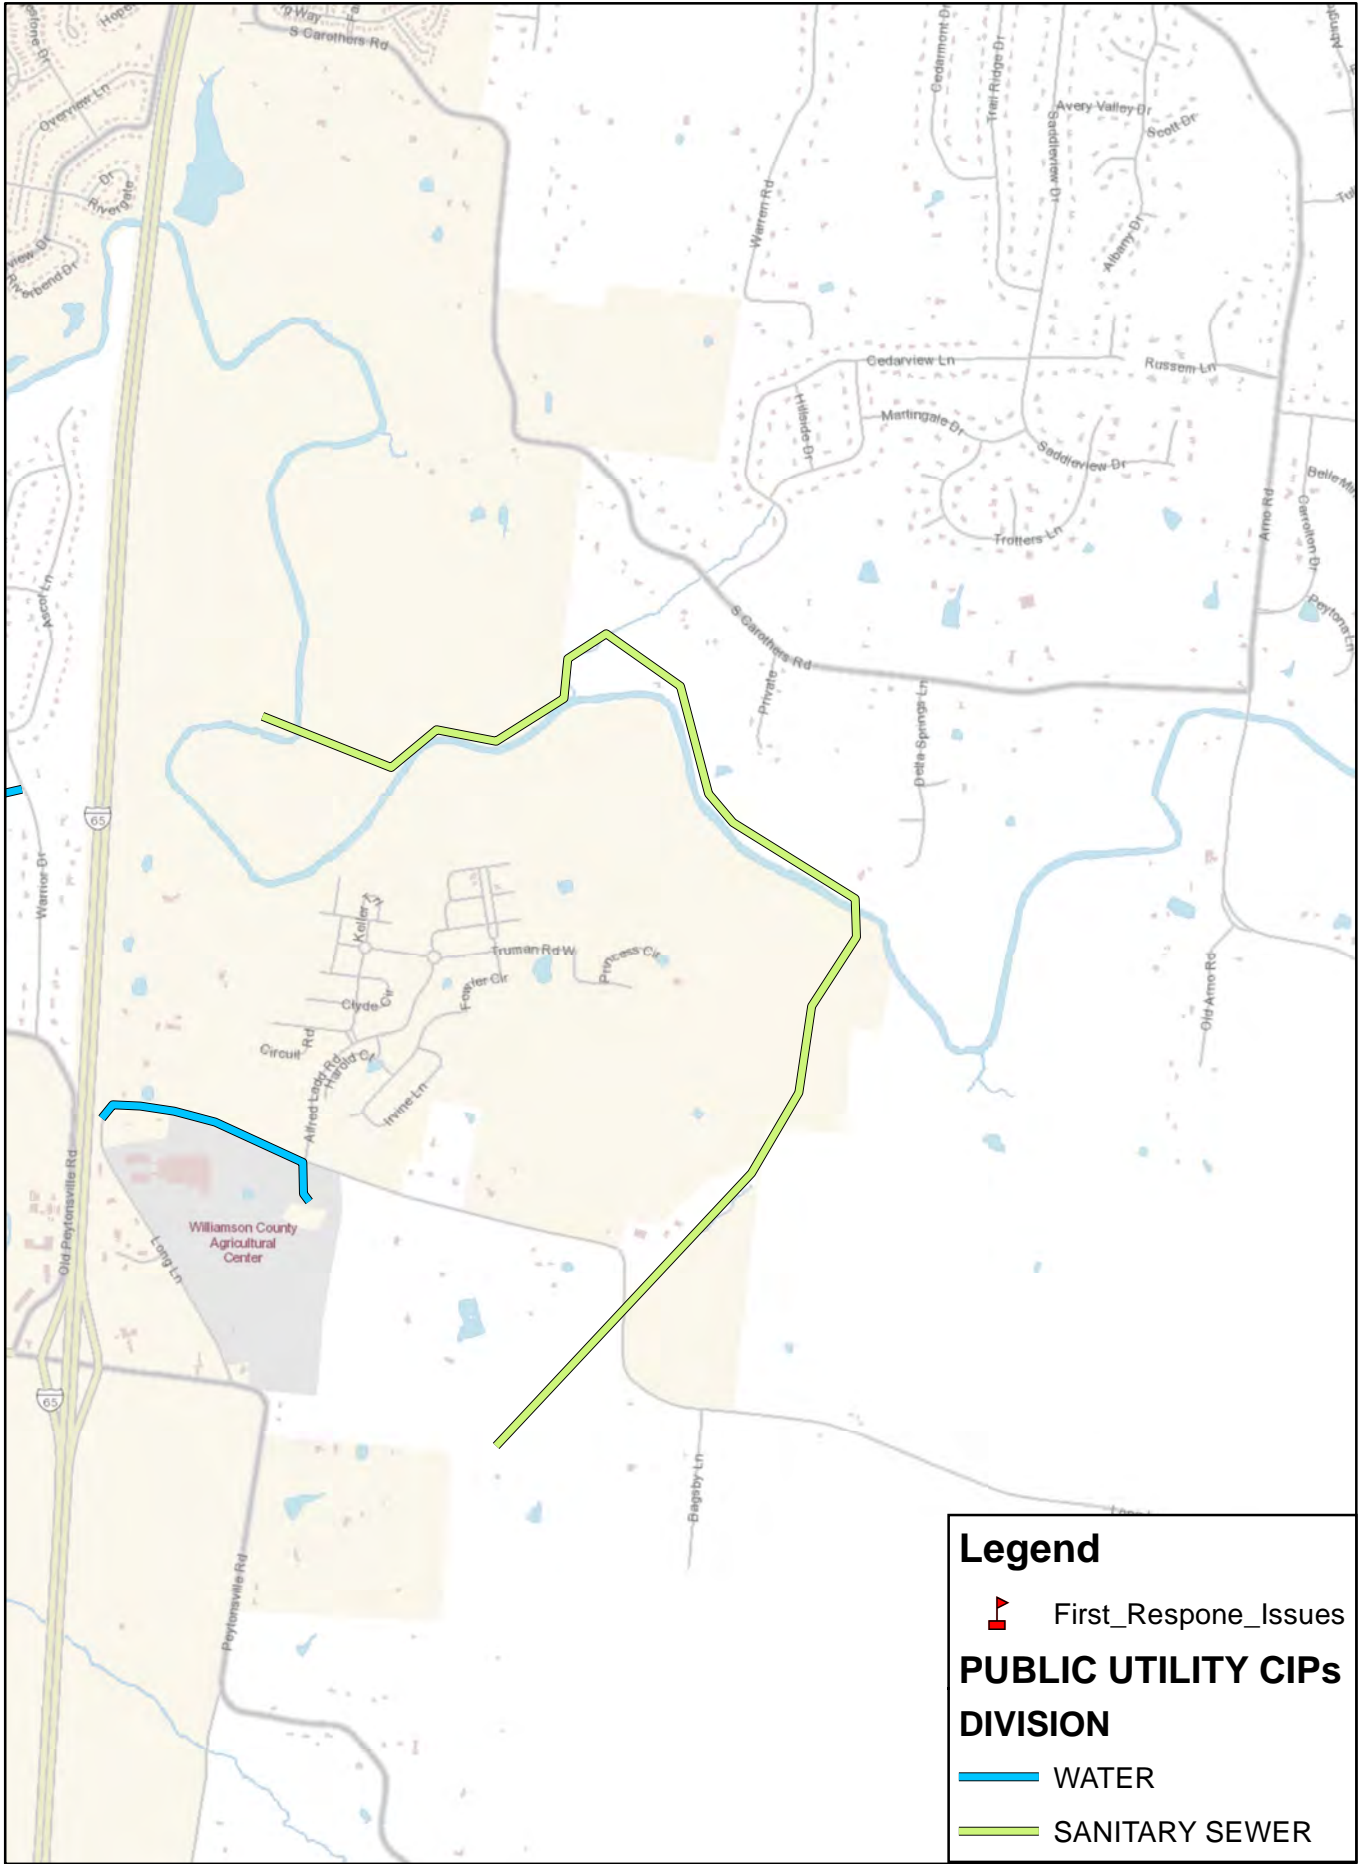 S Carothers Rd
Overview Ln
Dr
Rivergate
Riverbend Dr
Cedarmont Dr
Trail Ridge Dr
Saddleview Dr
Avery Valley Dr
Scott Dr
Albany Dr
Warren Rd
Cedarview Ln
Russem Ln
Hillside Dr
Martingale Dr
Saddleview Dr
Trotters Ln
Arno Rd
Carrolton Dr
Peytona Ln
Ascot Ln
S Carothers Rd
Private
Delta Springs Ln
65
Warrior Dr
Keller
Truman Rd W
Princess Cir
Fowler Cir
Clyde Cir
Circuit Rd
Harold Ct
Alfred Ladd Rd
Irvine Ln
Old Arno Rd
Old Peytonsville Rd
Williamson County
Agricultural
Center
Long Ln
65
Bagsby Ln
Peytonsville Rd
Legend
First_Respone_Issues
PUBLIC UTILITY CIPs
DIVISION
WATER
SANITARY SEWER